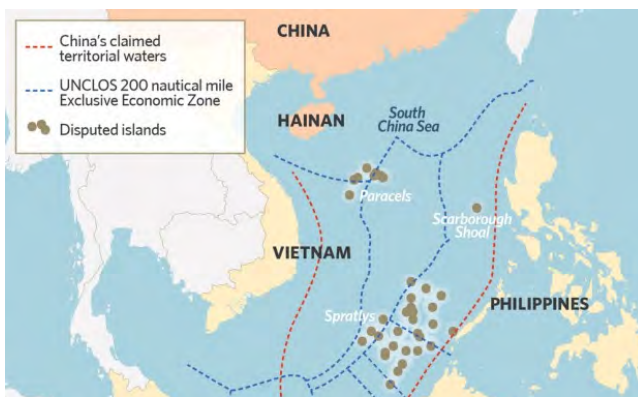 China's claimed
territorial waters
UNCLOS 200 nautical mile
Exclusive Economic Zone
Disputed islands
CHINA
HAINAN
South
China Sea
Paracels
Scarborough
Shoal
VIETNAM
PHILIPPINES
Spratlys